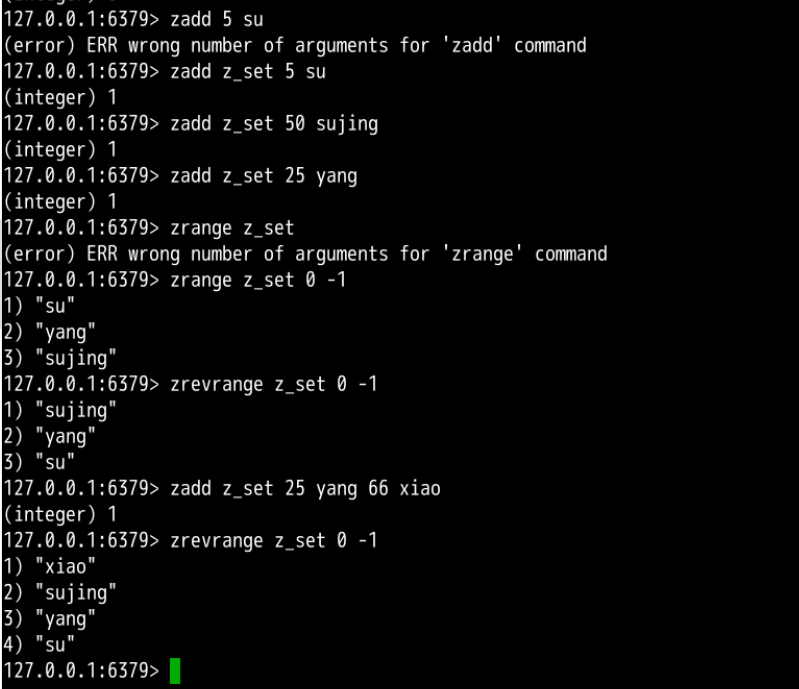 (integer) 1
127.0.0.1:6379> zadd 5 su
(error) ERR wrong number of arguments for 'zadd' command
127.0.0.1:6379> zadd z_set 5 su
(integer) 1
127.0.0.1:6379> zadd z_set 50 sujing
(integer) 1
127.0.0.1:6379> zadd z_set 25 yang
(integer) 1
127.0.0.1:6379> zrange z_set
(error) ERR wrong number of arguments for 'zrange' command
127.0.0.1:6379> zrange z_set 0 -1
1) "su"
2) "yang"
3) "sujing"
127.0.0.1:6379> zrevrange z_set 0 -1
1) "sujing"
2) "yang"
3) "su"
127.0.0.1:6379> zadd z_set 25 yang 66 xiao
(integer) 1
127.0.0.1:6379> zrevrange z_set 0 -1
1) "xiao"
2) "sujing"
3) "yang"
4) "su"
127.0.0.1:6379>